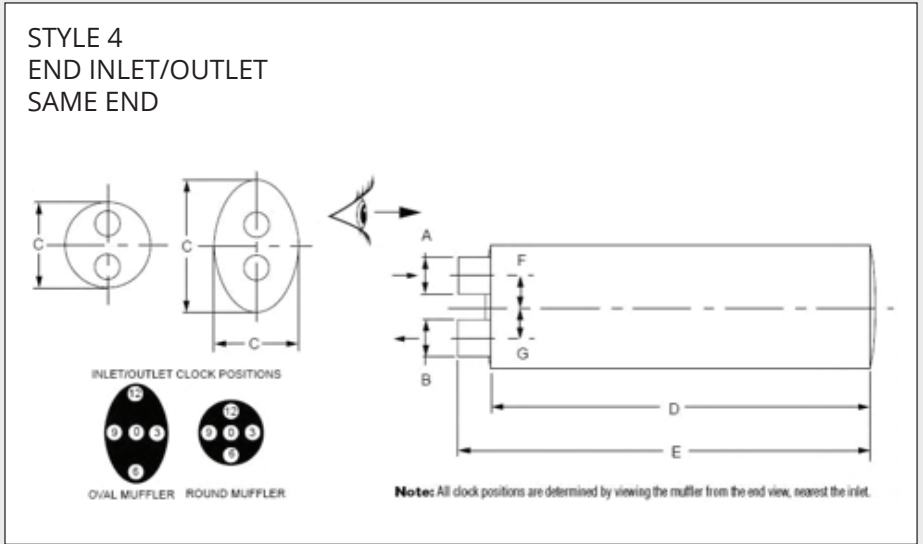 STYLE 4
END INLET/OUTLET
SAME END
C
C
C
A
F
G
B
D
E
INLET/OUTLET CLOCK POSITIONS
12
9 0 3
6
12
9 0 3
6
OVAL MUFFLER ROUND MUFFLER
Note: All clock positions are determined by viewing the muffler from the end view, nearest the inlet.